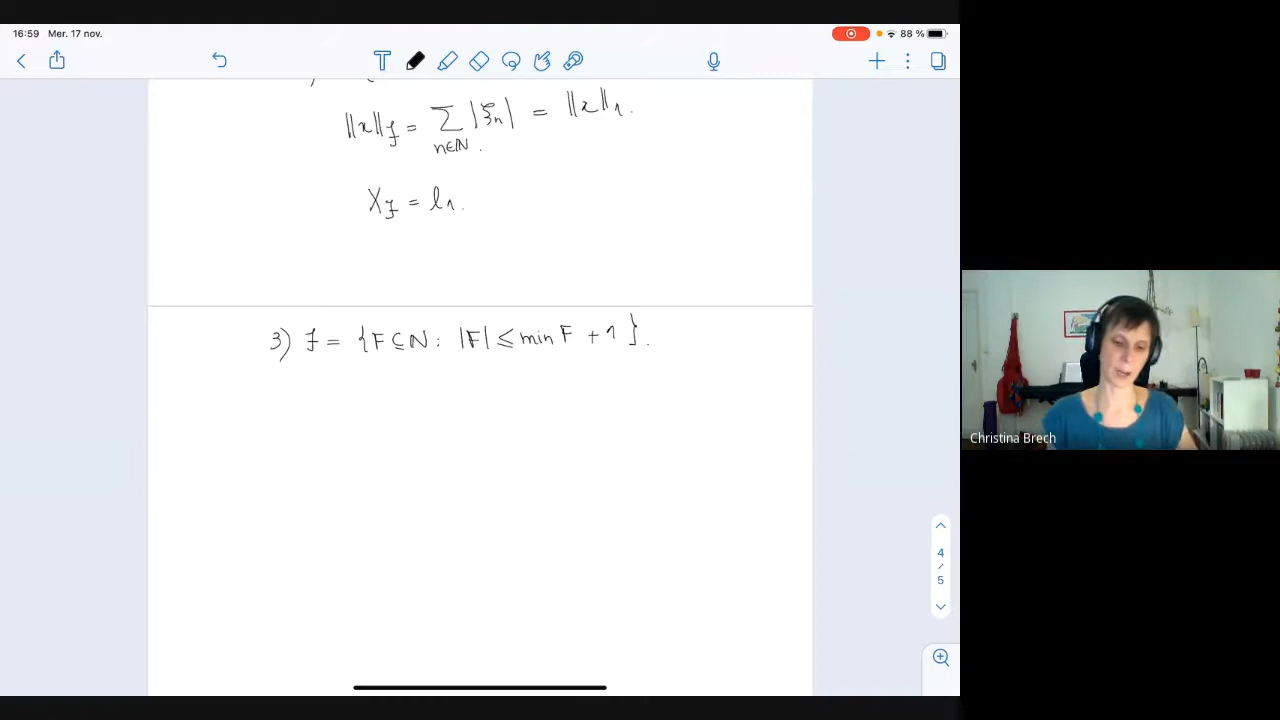 16:59 Mer. 17 nov.
88 %
T
‖x‖_F = ∑_{n∈ℕ} |ξ_n| = ‖x‖_1.
X_F = l_1.
3) F = {F ⊆ ℕ : |F| ≤ min F + 1}.
Christina Brech
4
/
5